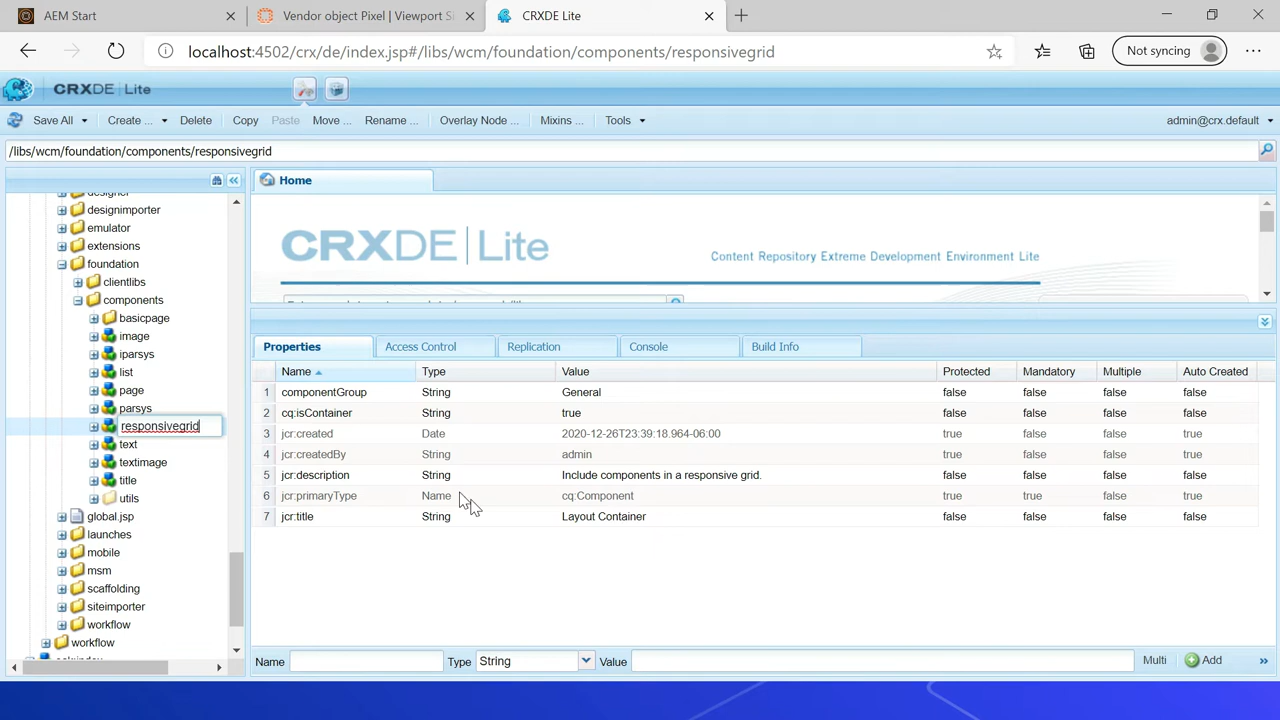 AEM Start
Vendor object Pixel | Viewport Si
CRXDE Lite
localhost:4502/crx/de/index.jsp#/libs/wcm/foundation/components/responsivegrid
Not syncing
CRXDE | Lite
Save All
Create ...
Delete
Copy
Paste
Move ...
Rename ...
Overlay Node ...
Mixins ...
Tools
admin@crx.default
/libs/wcm/foundation/components/responsivegrid
designimporter
emulator
extensions
foundation
clientlibs
components
basicpage
image
iparsys
list
page
parsys
responsivegrid
text
textimage
title
utils
global.jsp
launches
mobile
msm
scaffolding
siteimporter
workflow
workflow
Home
CRXDE | Lite
Content Repository Extreme Development Environment Lite
Properties
Access Control
Replication
Console
Build Info
Name Type Value Protected Mandatory Multiple Auto Created
1 componentGroup String General false false false false
2 cq:isContainer String true false false false false
3 jcr:created Date 2020-12-26T23:39:18.964-06:00 true false false true
4 jcr:createdBy String admin true false false true
5 jcr:description String Include components in a responsive grid. false false false false
6 jcr:primaryType Name cq:Component true true false true
7 jcr:title String Layout Container false false false false
Name Type String Value Multi Add